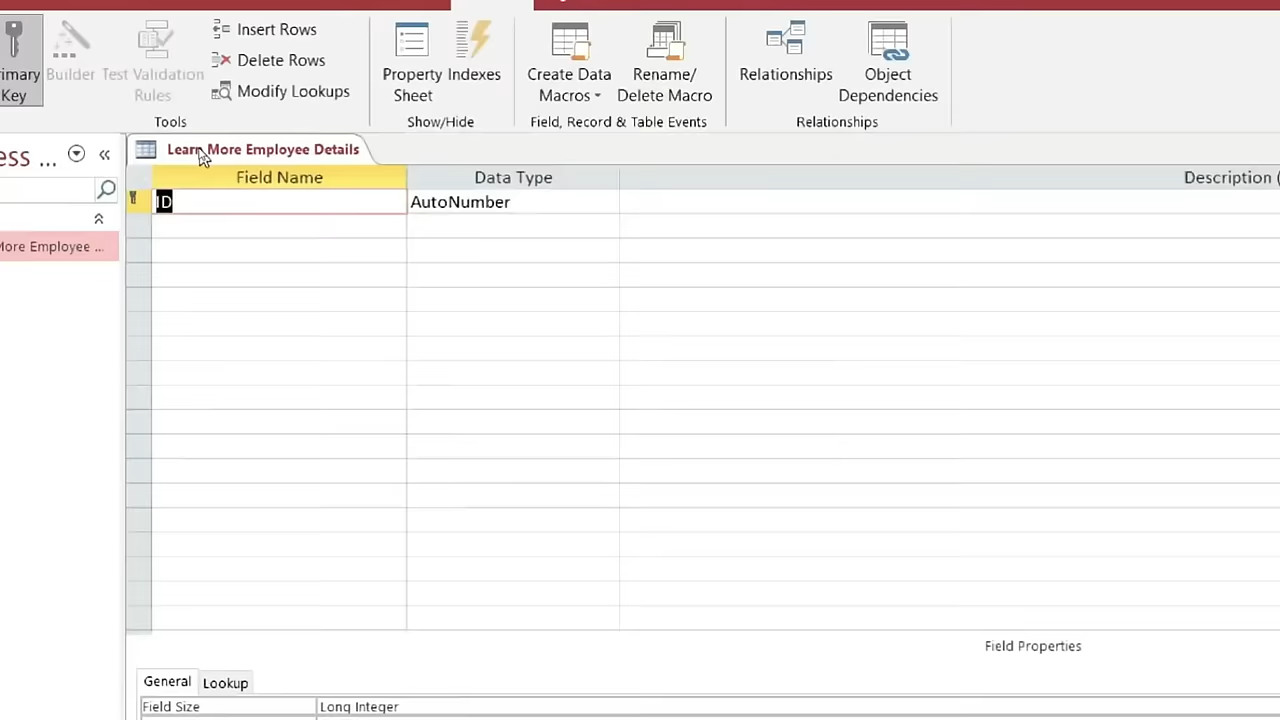 Primary Key
Builder
Test Validation Rules
Insert Rows
Delete Rows
Modify Lookups
Tools
Property Sheet
Indexes
Show/Hide
Create Data Macros
Rename/ Delete Macro
Field, Record & Table Events
Relationships
Object Dependencies
Relationships
ess ...
Learn More Employee Details
Field Name
Data Type
Description (
ID
AutoNumber
More Employee ...
Field Properties
General
Lookup
Field Size
Long Integer